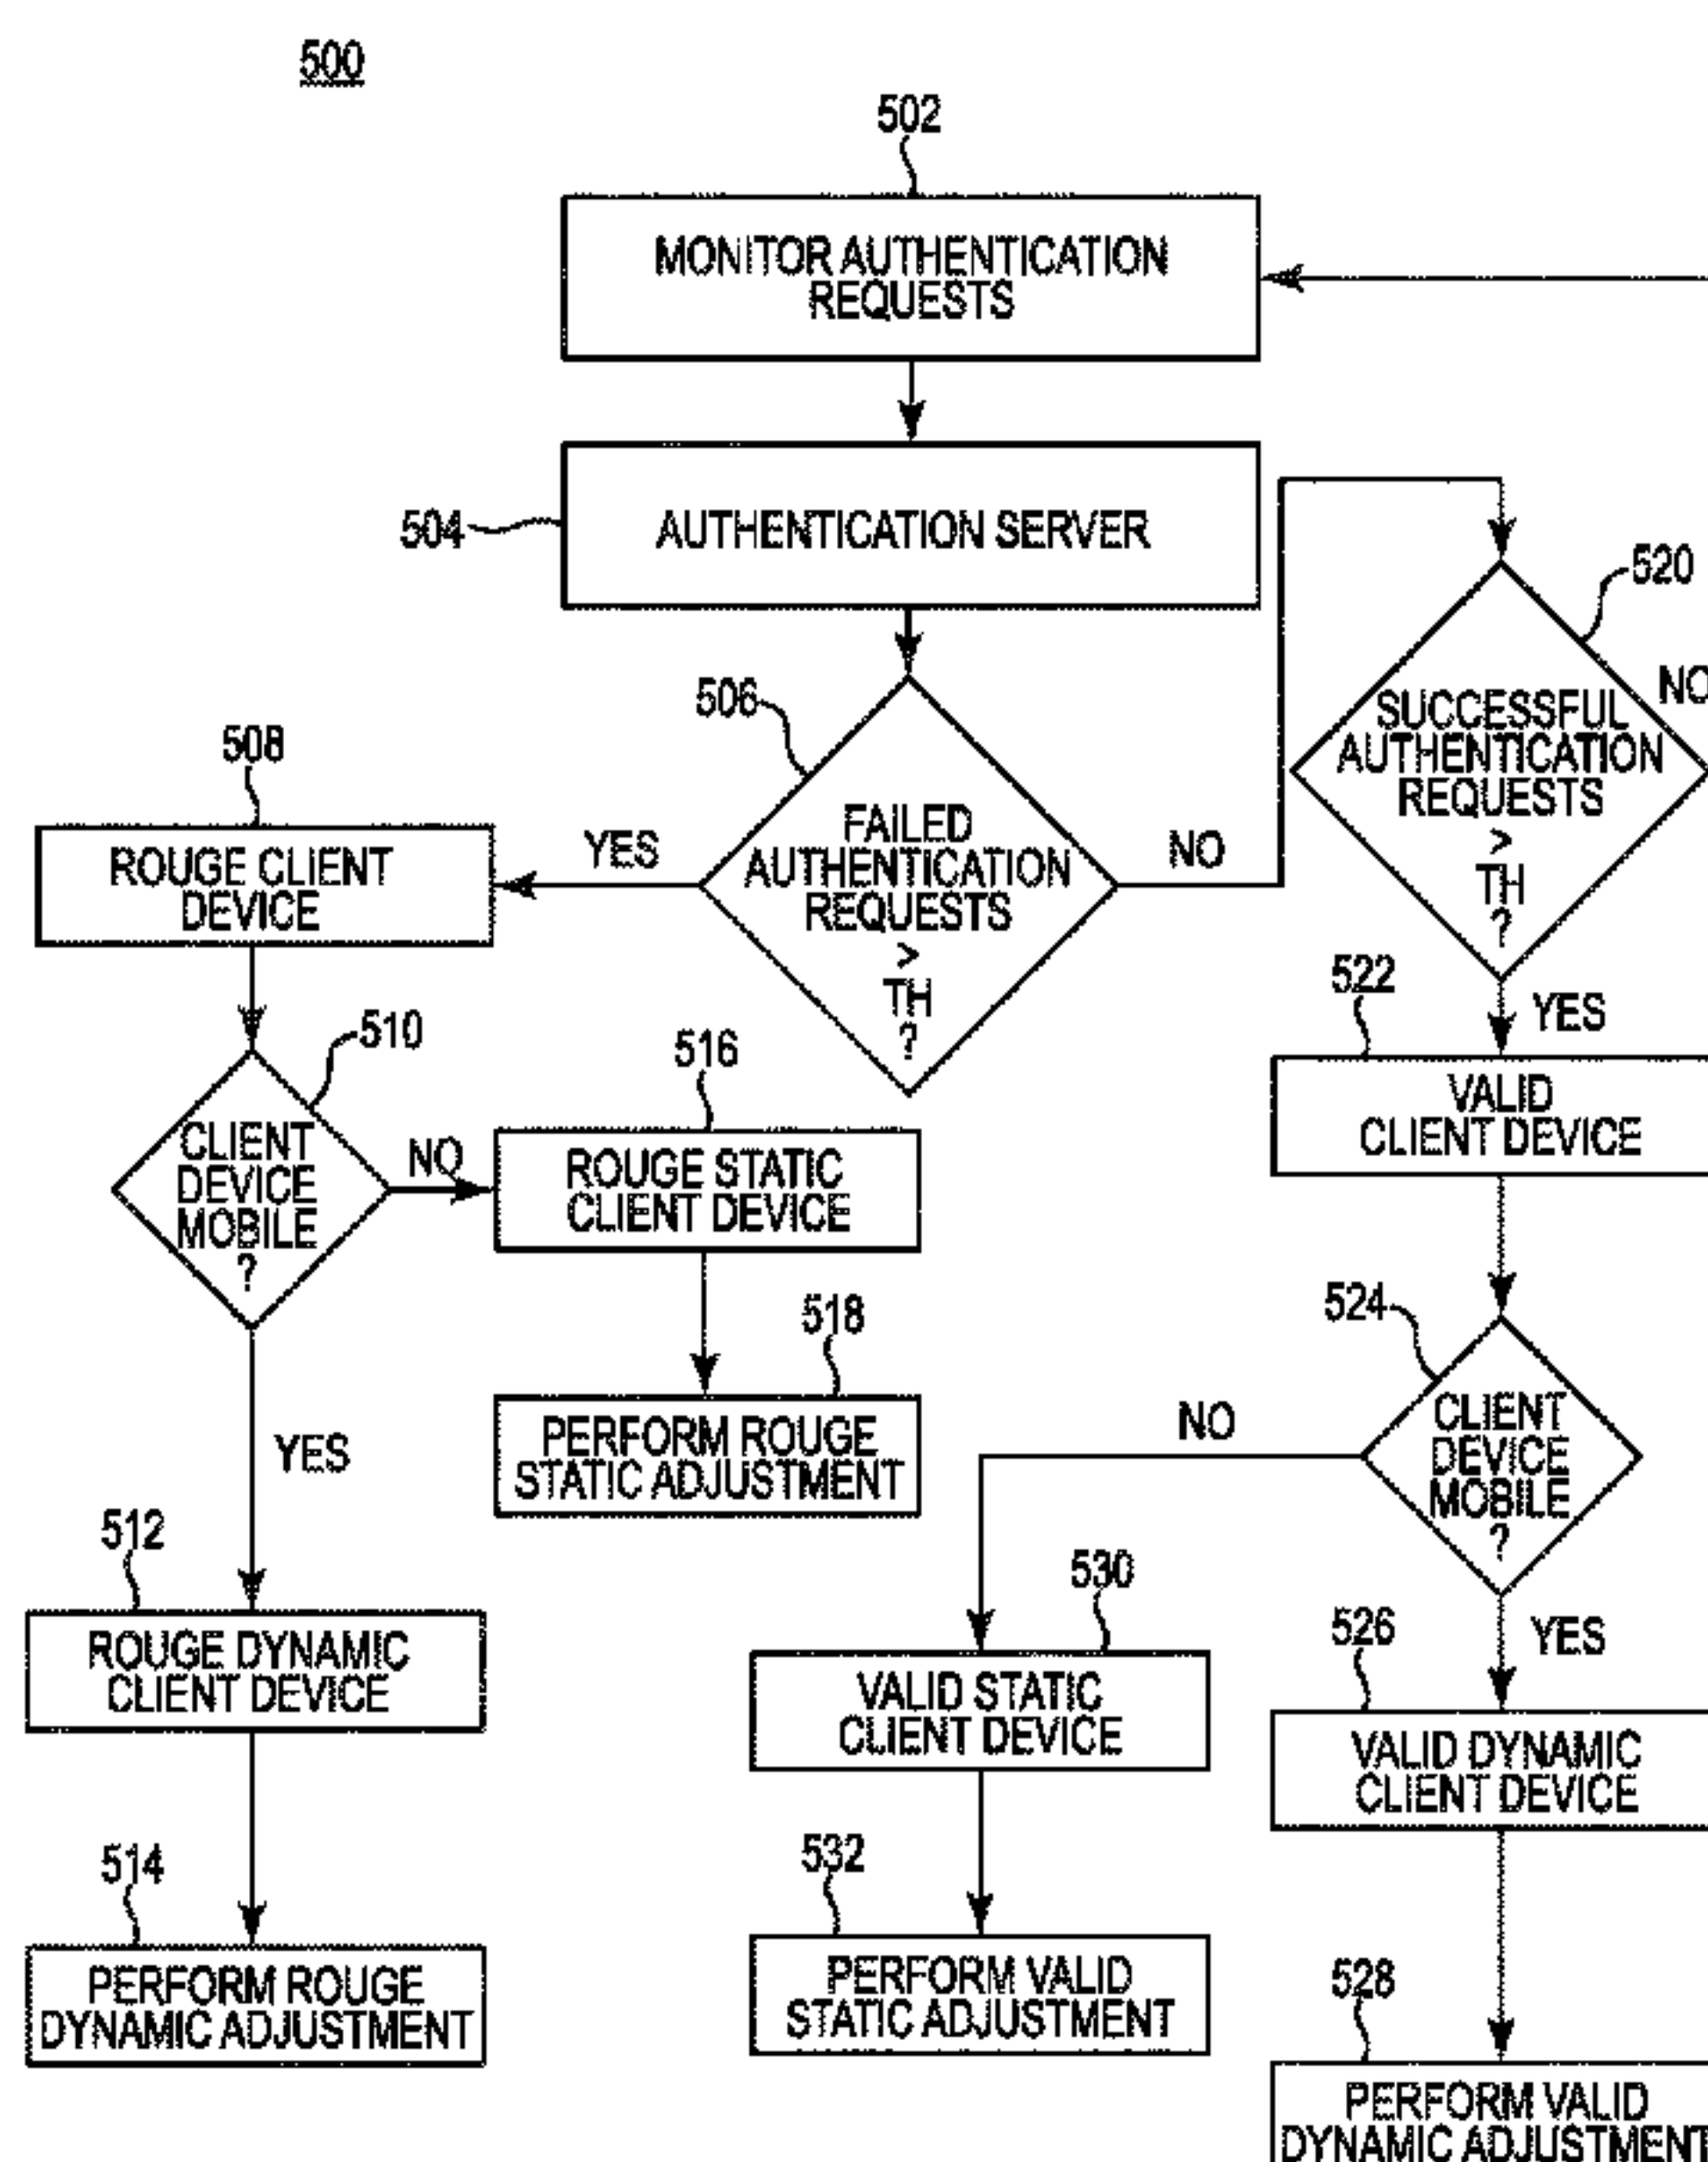 500
502
MONITOR AUTHENTICATION
REQUESTS
504
AUTHENTICATION SERVER
506
FAILED
AUTHENTICATION
REQUESTS
>
TH
?
YES
NO
508
ROUGE CLIENT
DEVICE
510
CLIENT
DEVICE
MOBILE
?
NO
YES
516
ROUGE STATIC
CLIENT DEVICE
518
PERFORM ROUGE
STATIC ADJUSTMENT
512
ROUGE DYNAMIC
CLIENT DEVICE
514
PERFORM ROUGE
DYNAMIC ADJUSTMENT
520
SUCCESSFUL
AUTHENTICATION
REQUESTS
>
TH
?
NO
YES
522
VALID
CLIENT DEVICE
524
CLIENT
DEVICE
MOBILE
?
NO
YES
530
VALID STATIC
CLIENT DEVICE
532
PERFORM VALID
STATIC ADJUSTMENT
526
VALID DYNAMIC
CLIENT DEVICE
528
PERFORM VALID
DYNAMIC ADJUSTMENT